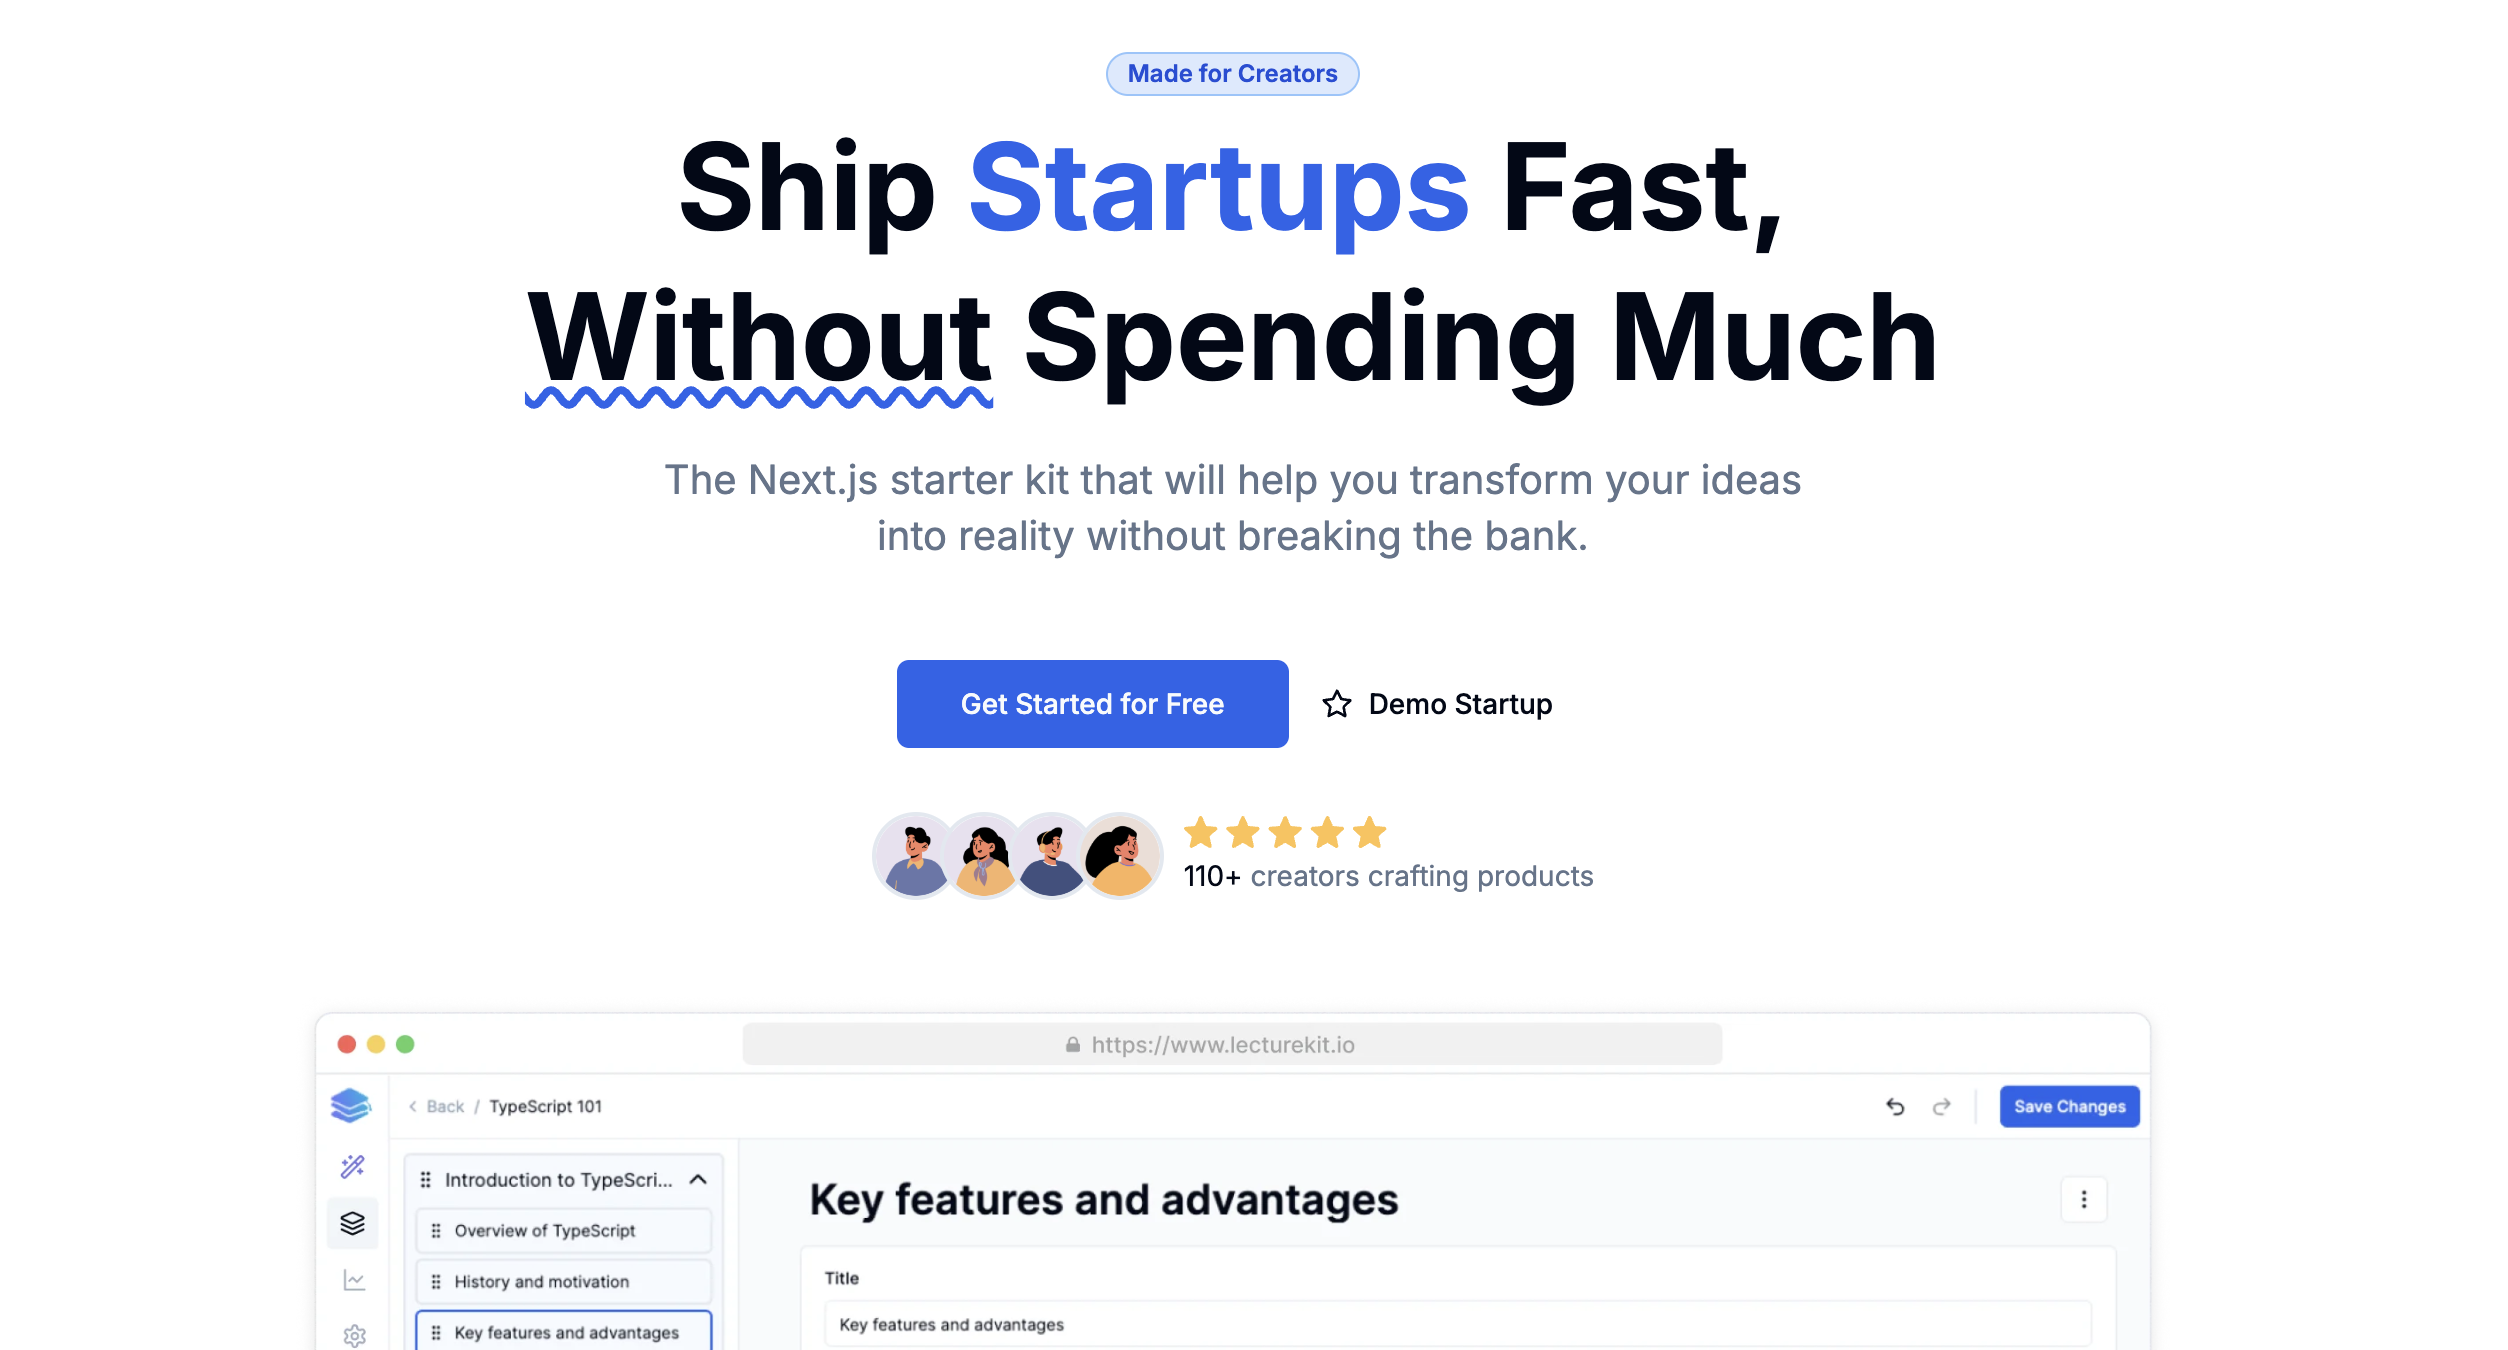 Made for Creators
Ship Startups Fast,
Without Spending Much
The Next.js starter kit that will help you transform your ideas
into reality without breaking the bank.
Get Started for Free
Demo Startup
110+ creators crafting products
https://www.lecturekit.io
Back / TypeScript 101
Save Changes
Introduction to TypeScri...
Overview of TypeScript
History and motivation
Key features and advantages
Key features and advantages
Title
Key features and advantages